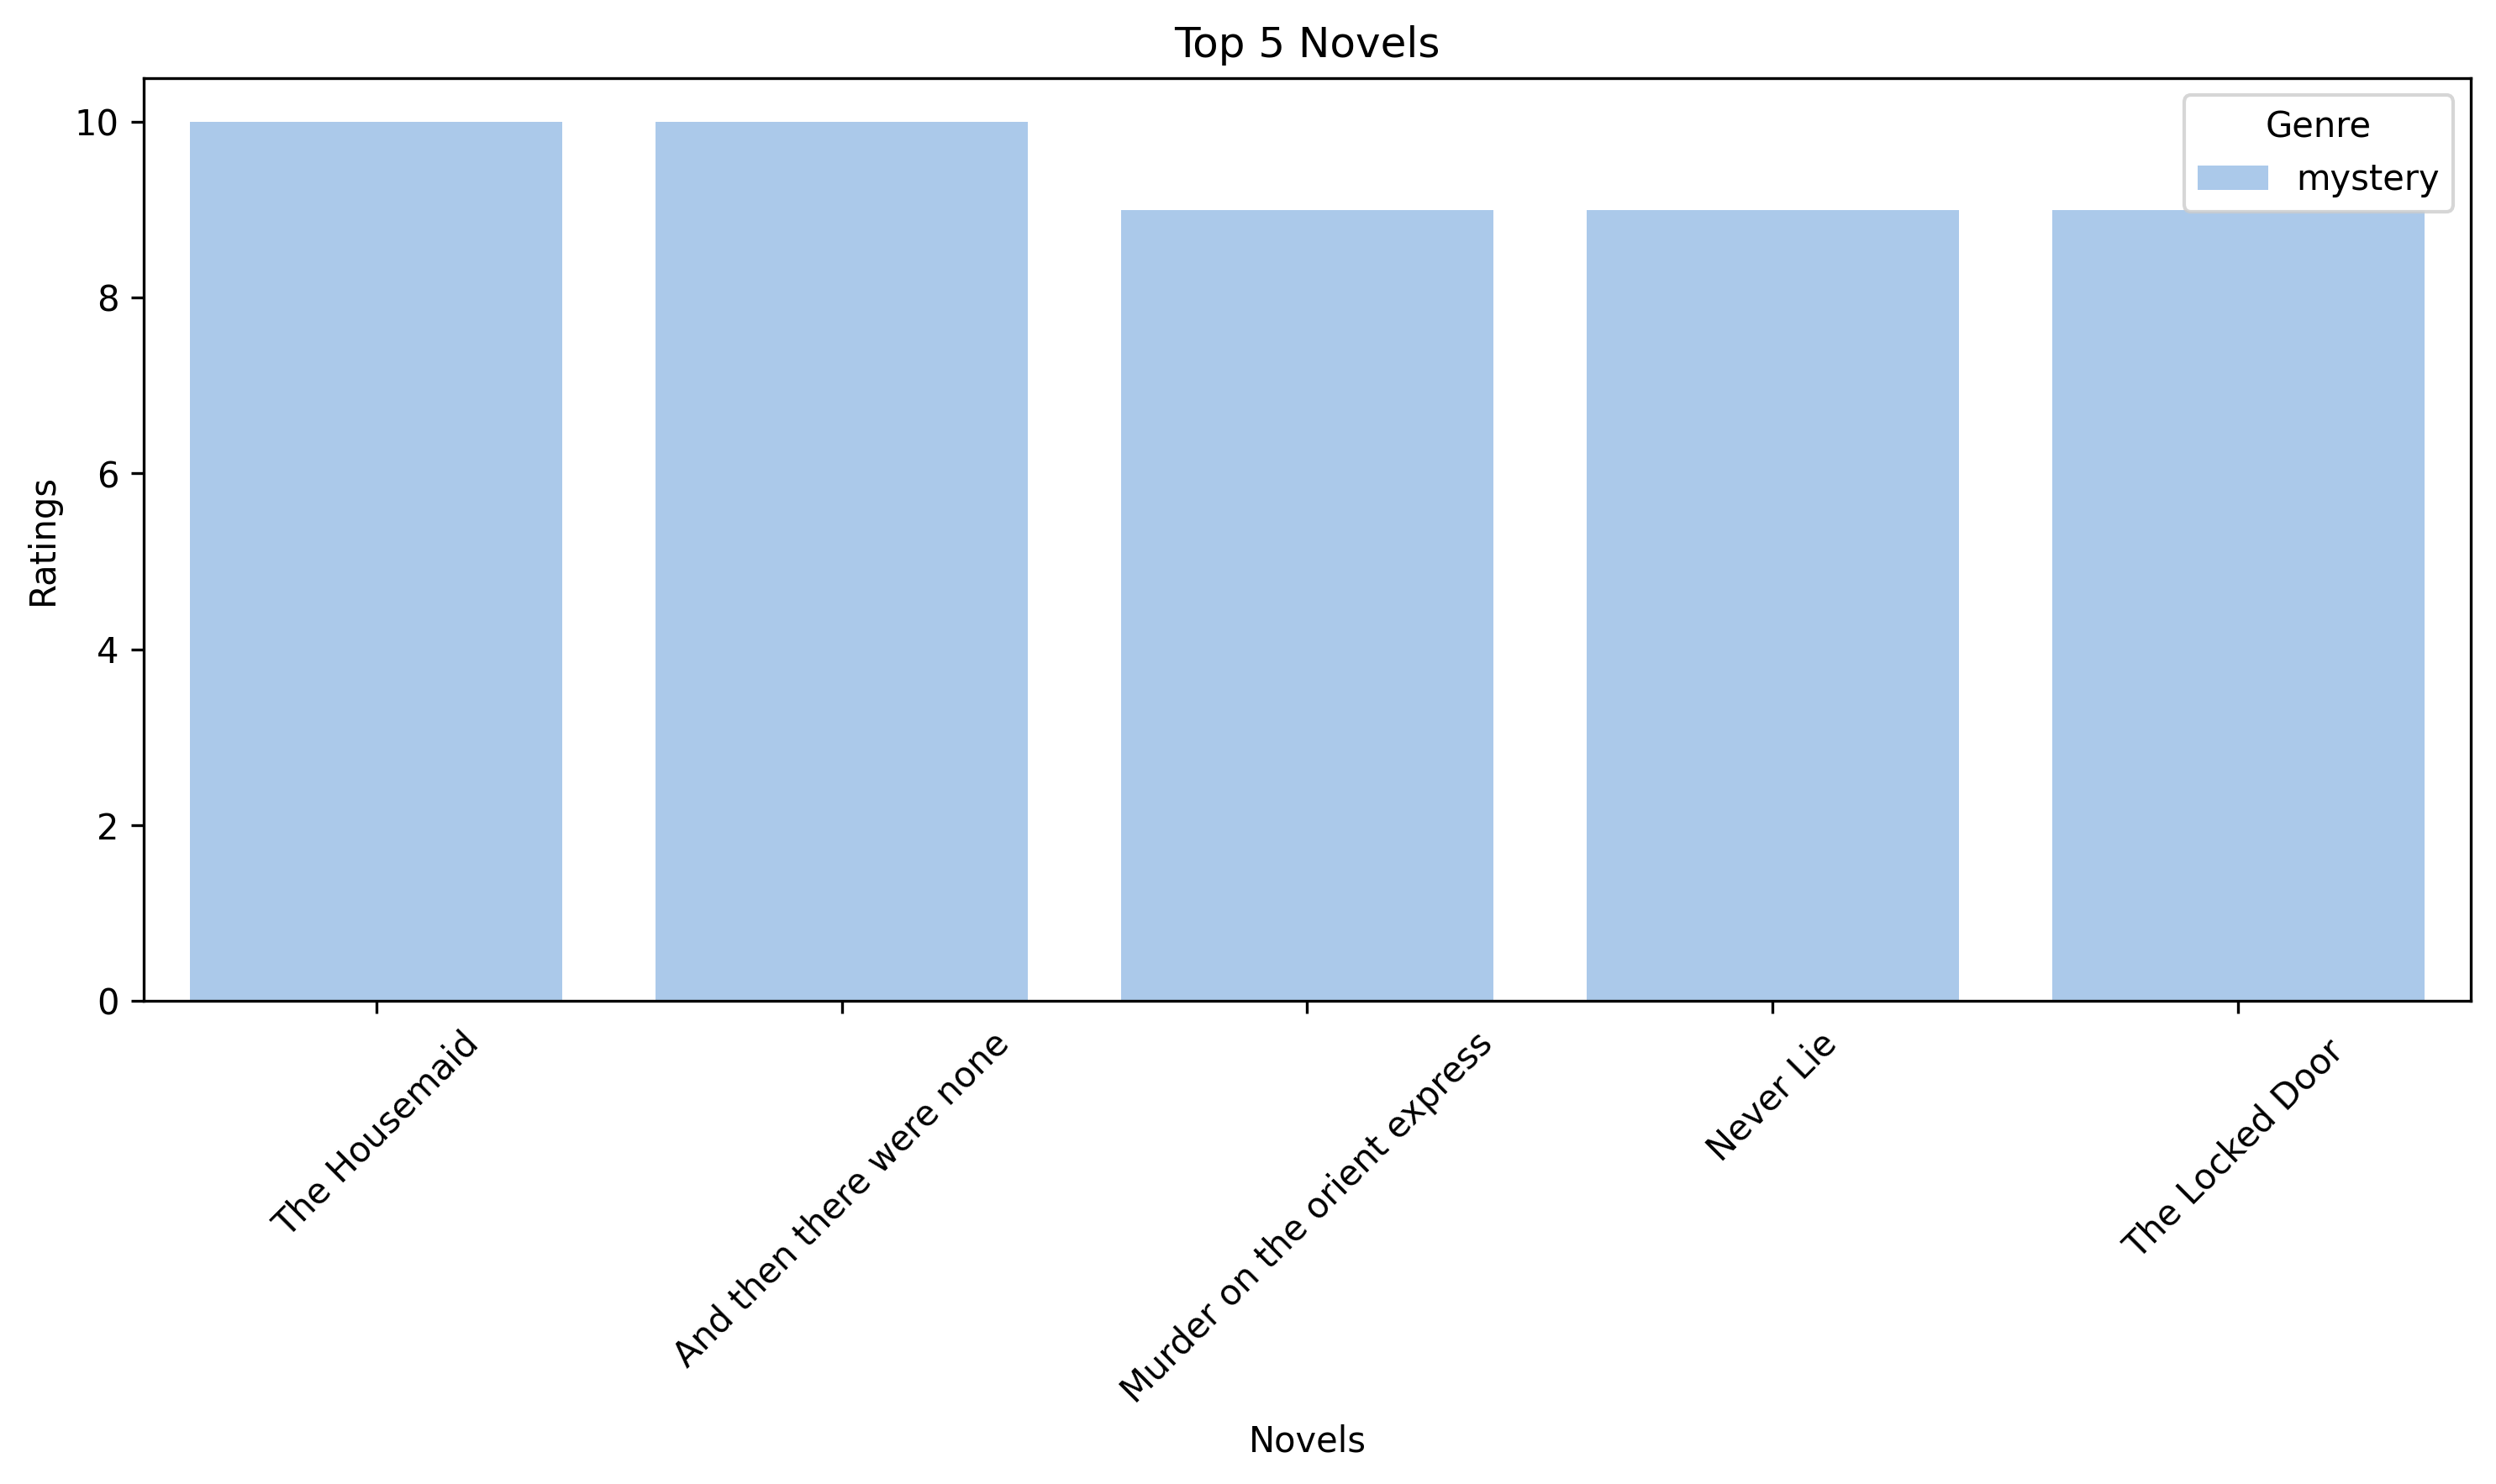 Top 5 Novels
Genre
mystery
Ratings
10
8
6
4
2
0
The Housemaid
And then there were none
Murder on the orient express
Never Lie
The Locked Door
Novels